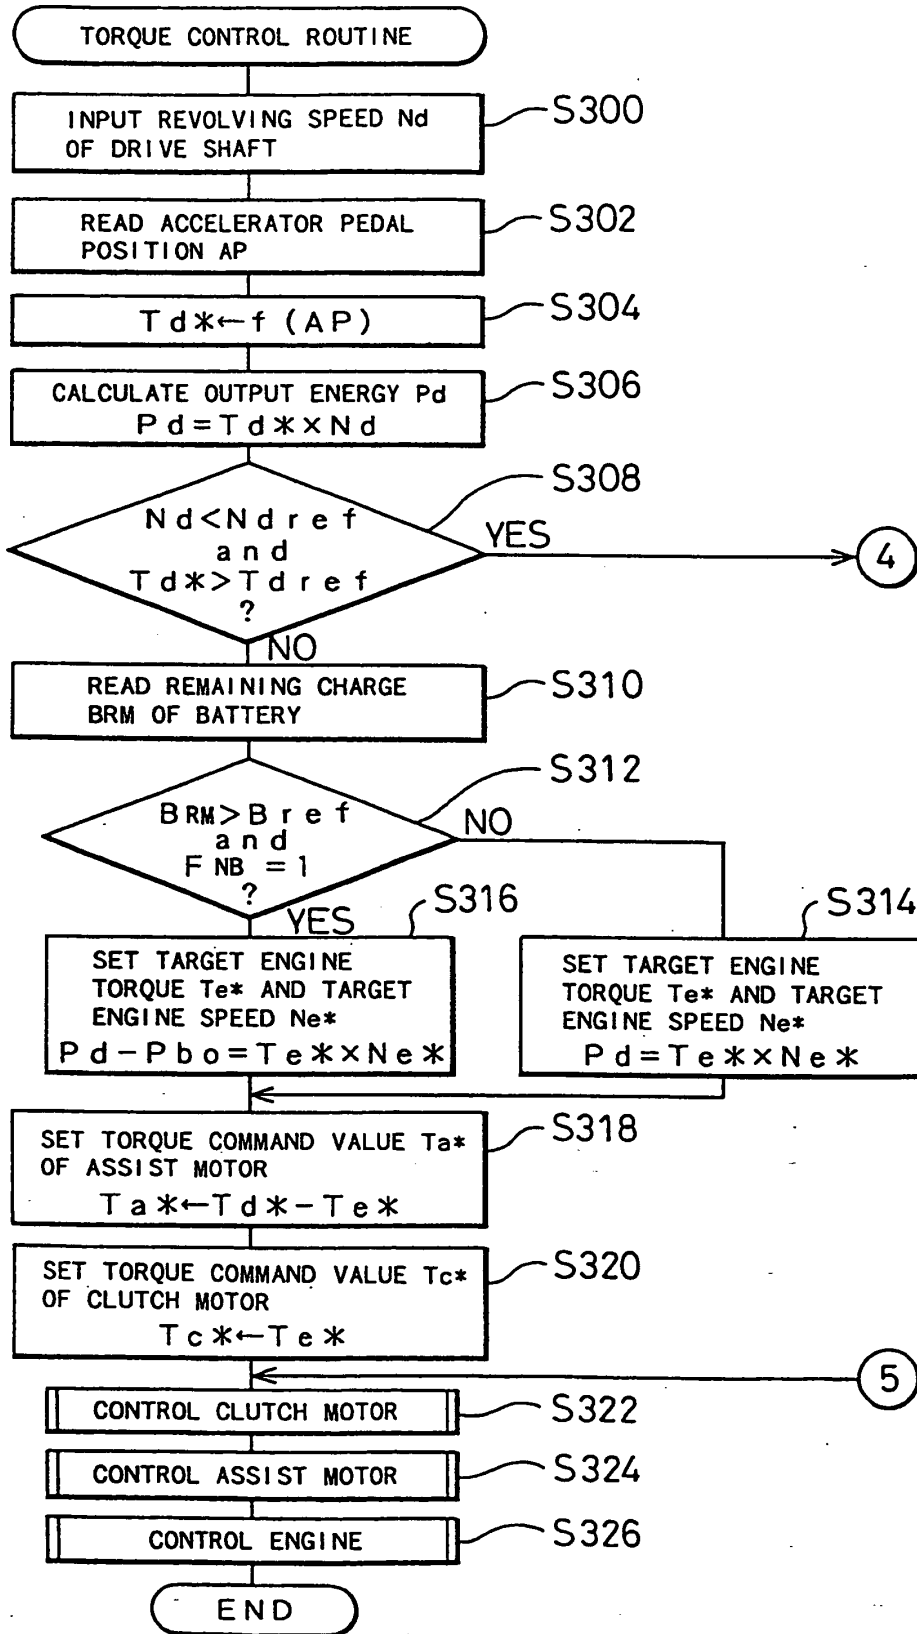 TORQUE CONTROL ROUTINE
INPUT REVOLVING SPEED Nd
OF DRIVE SHAFT
S300
READ ACCELERATOR PEDAL
POSITION AP
S302
Td*←f(AP)
S304
CALCULATE OUTPUT ENERGY Pd
Pd=Td*×Nd
S306
Nd<Ndref
and
Td*>Tdref
?
S308
YES
4
NO
READ REMAINING CHARGE
BRM OF BATTERY
S310
BRM>Bref
and
FNB=1
?
S312
NO
YES
S316
SET TARGET ENGINE
TORQUE Te* AND TARGET
ENGINE SPEED Ne*
Pd-Pbo=Te*×Ne*
S314
SET TARGET ENGINE
TORQUE Te* AND TARGET
ENGINE SPEED Ne*
Pd=Te*×Ne*
SET TORQUE COMMAND VALUE Ta*
OF ASSIST MOTOR
Ta*←Td*-Te*
S318
SET TORQUE COMMAND VALUE Tc*
OF CLUTCH MOTOR
Tc*←Te*
S320
5
CONTROL CLUTCH MOTOR
S322
CONTROL ASSIST MOTOR
S324
CONTROL ENGINE
S326
END